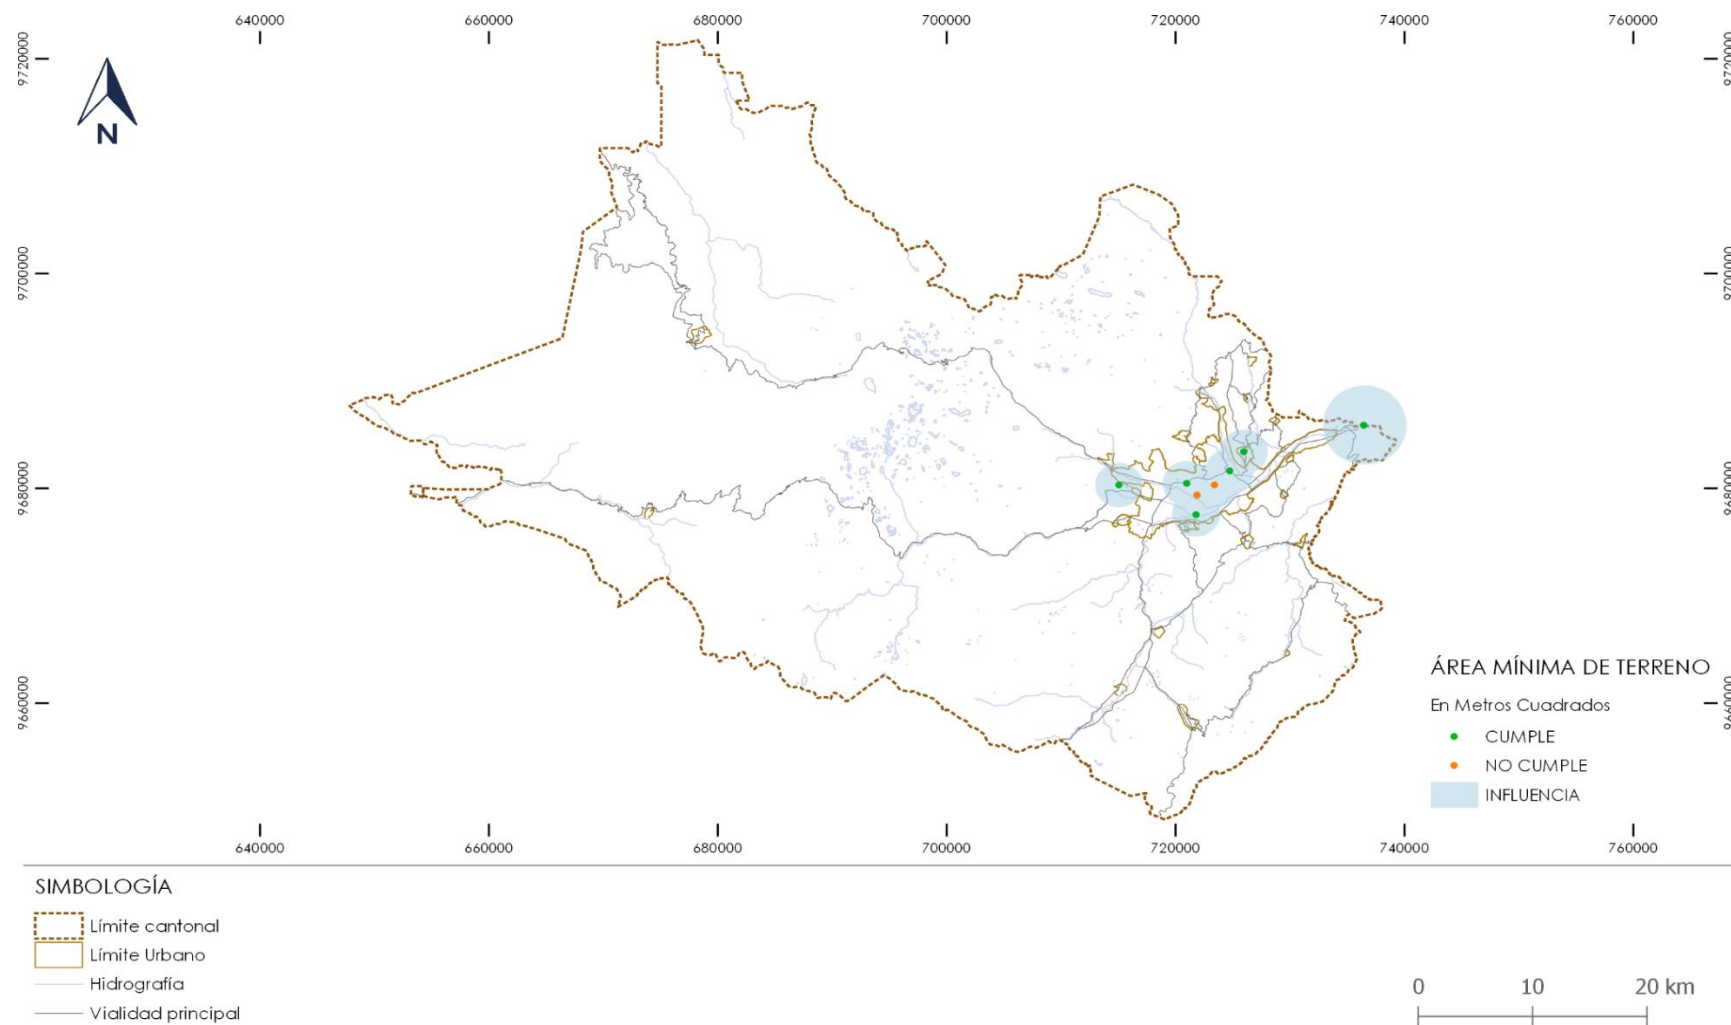 640000 660000 680000 700000 720000 740000 760000
9720000 9720000
N
9700000 9700000
9680000 9680000
9660000 9660000
ÁREA MÍNIMA DE TERRENO
En Metros Cuadrados
CUMPLE
NO CUMPLE
INFLUENCIA
640000 660000 680000 700000 720000 740000 760000
SIMBOLOGÍA
Límite cantonal
Límite Urbano
Hidrografía
Vialidad principal
0 10 20 km